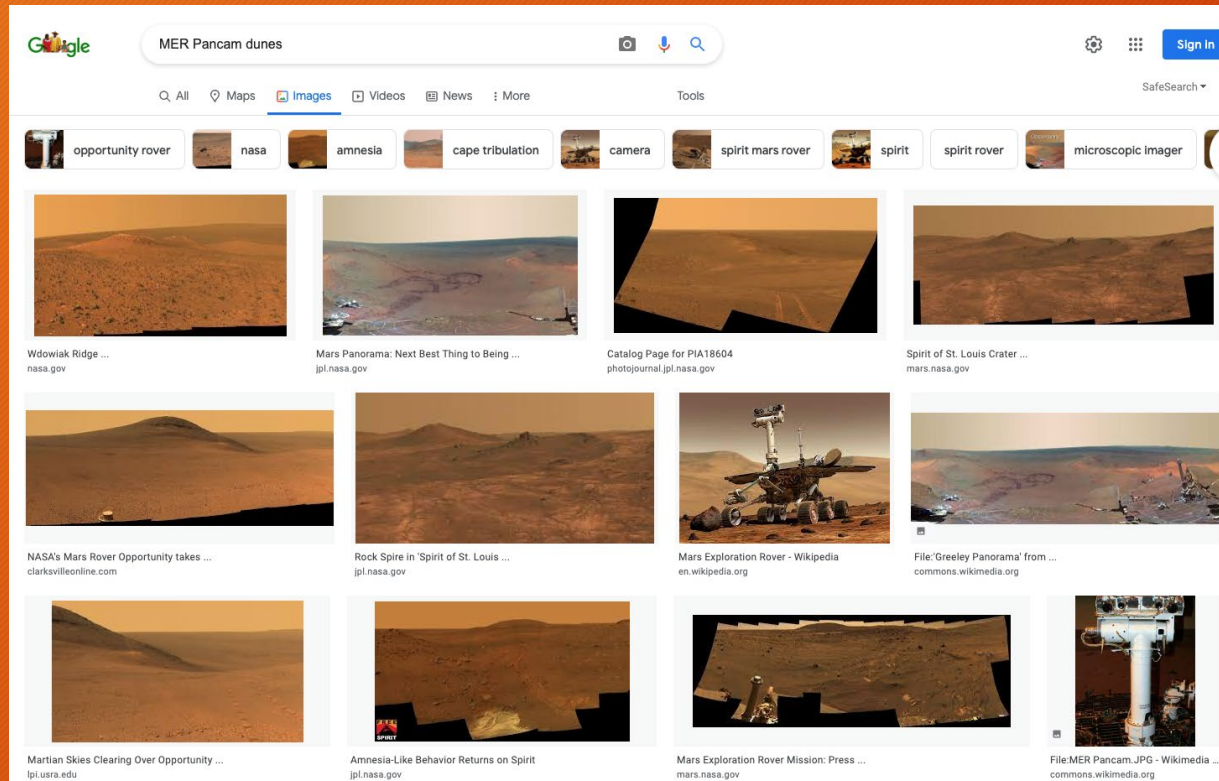 Google
MER Pancam dunes
Sign in
All Maps Images Videos News More Tools
SafeSearch
opportunity rover nasa amnesia cape tribulation camera spirit mars rover spirit spirit rover microscopic imager
Wdowiak Ridge ...
nasa.gov
Mars Panorama: Next Best Thing to Being ...
jpl.nasa.gov
Catalog Page for PIA18604
photojournal.jpl.nasa.gov
Spirit of St. Louis Crater ...
mars.nasa.gov
NASA's Mars Rover Opportunity takes ...
clarksvilleonline.com
Rock Spire in 'Spirit of St. Louis ...
jpl.nasa.gov
Mars Exploration Rover - Wikipedia
en.wikipedia.org
File:'Greeley Panorama' from ...
commons.wikimedia.org
SPIRIT
Martian Skies Clearing Over Opportunity ...
lpi.usra.edu
Amnesia-Like Behavior Returns on Spirit
jpl.nasa.gov
Mars Exploration Rover Mission: Press ...
mars.nasa.gov
File:MER Pancam.JPG - Wikimedia ...
commons.wikimedia.org